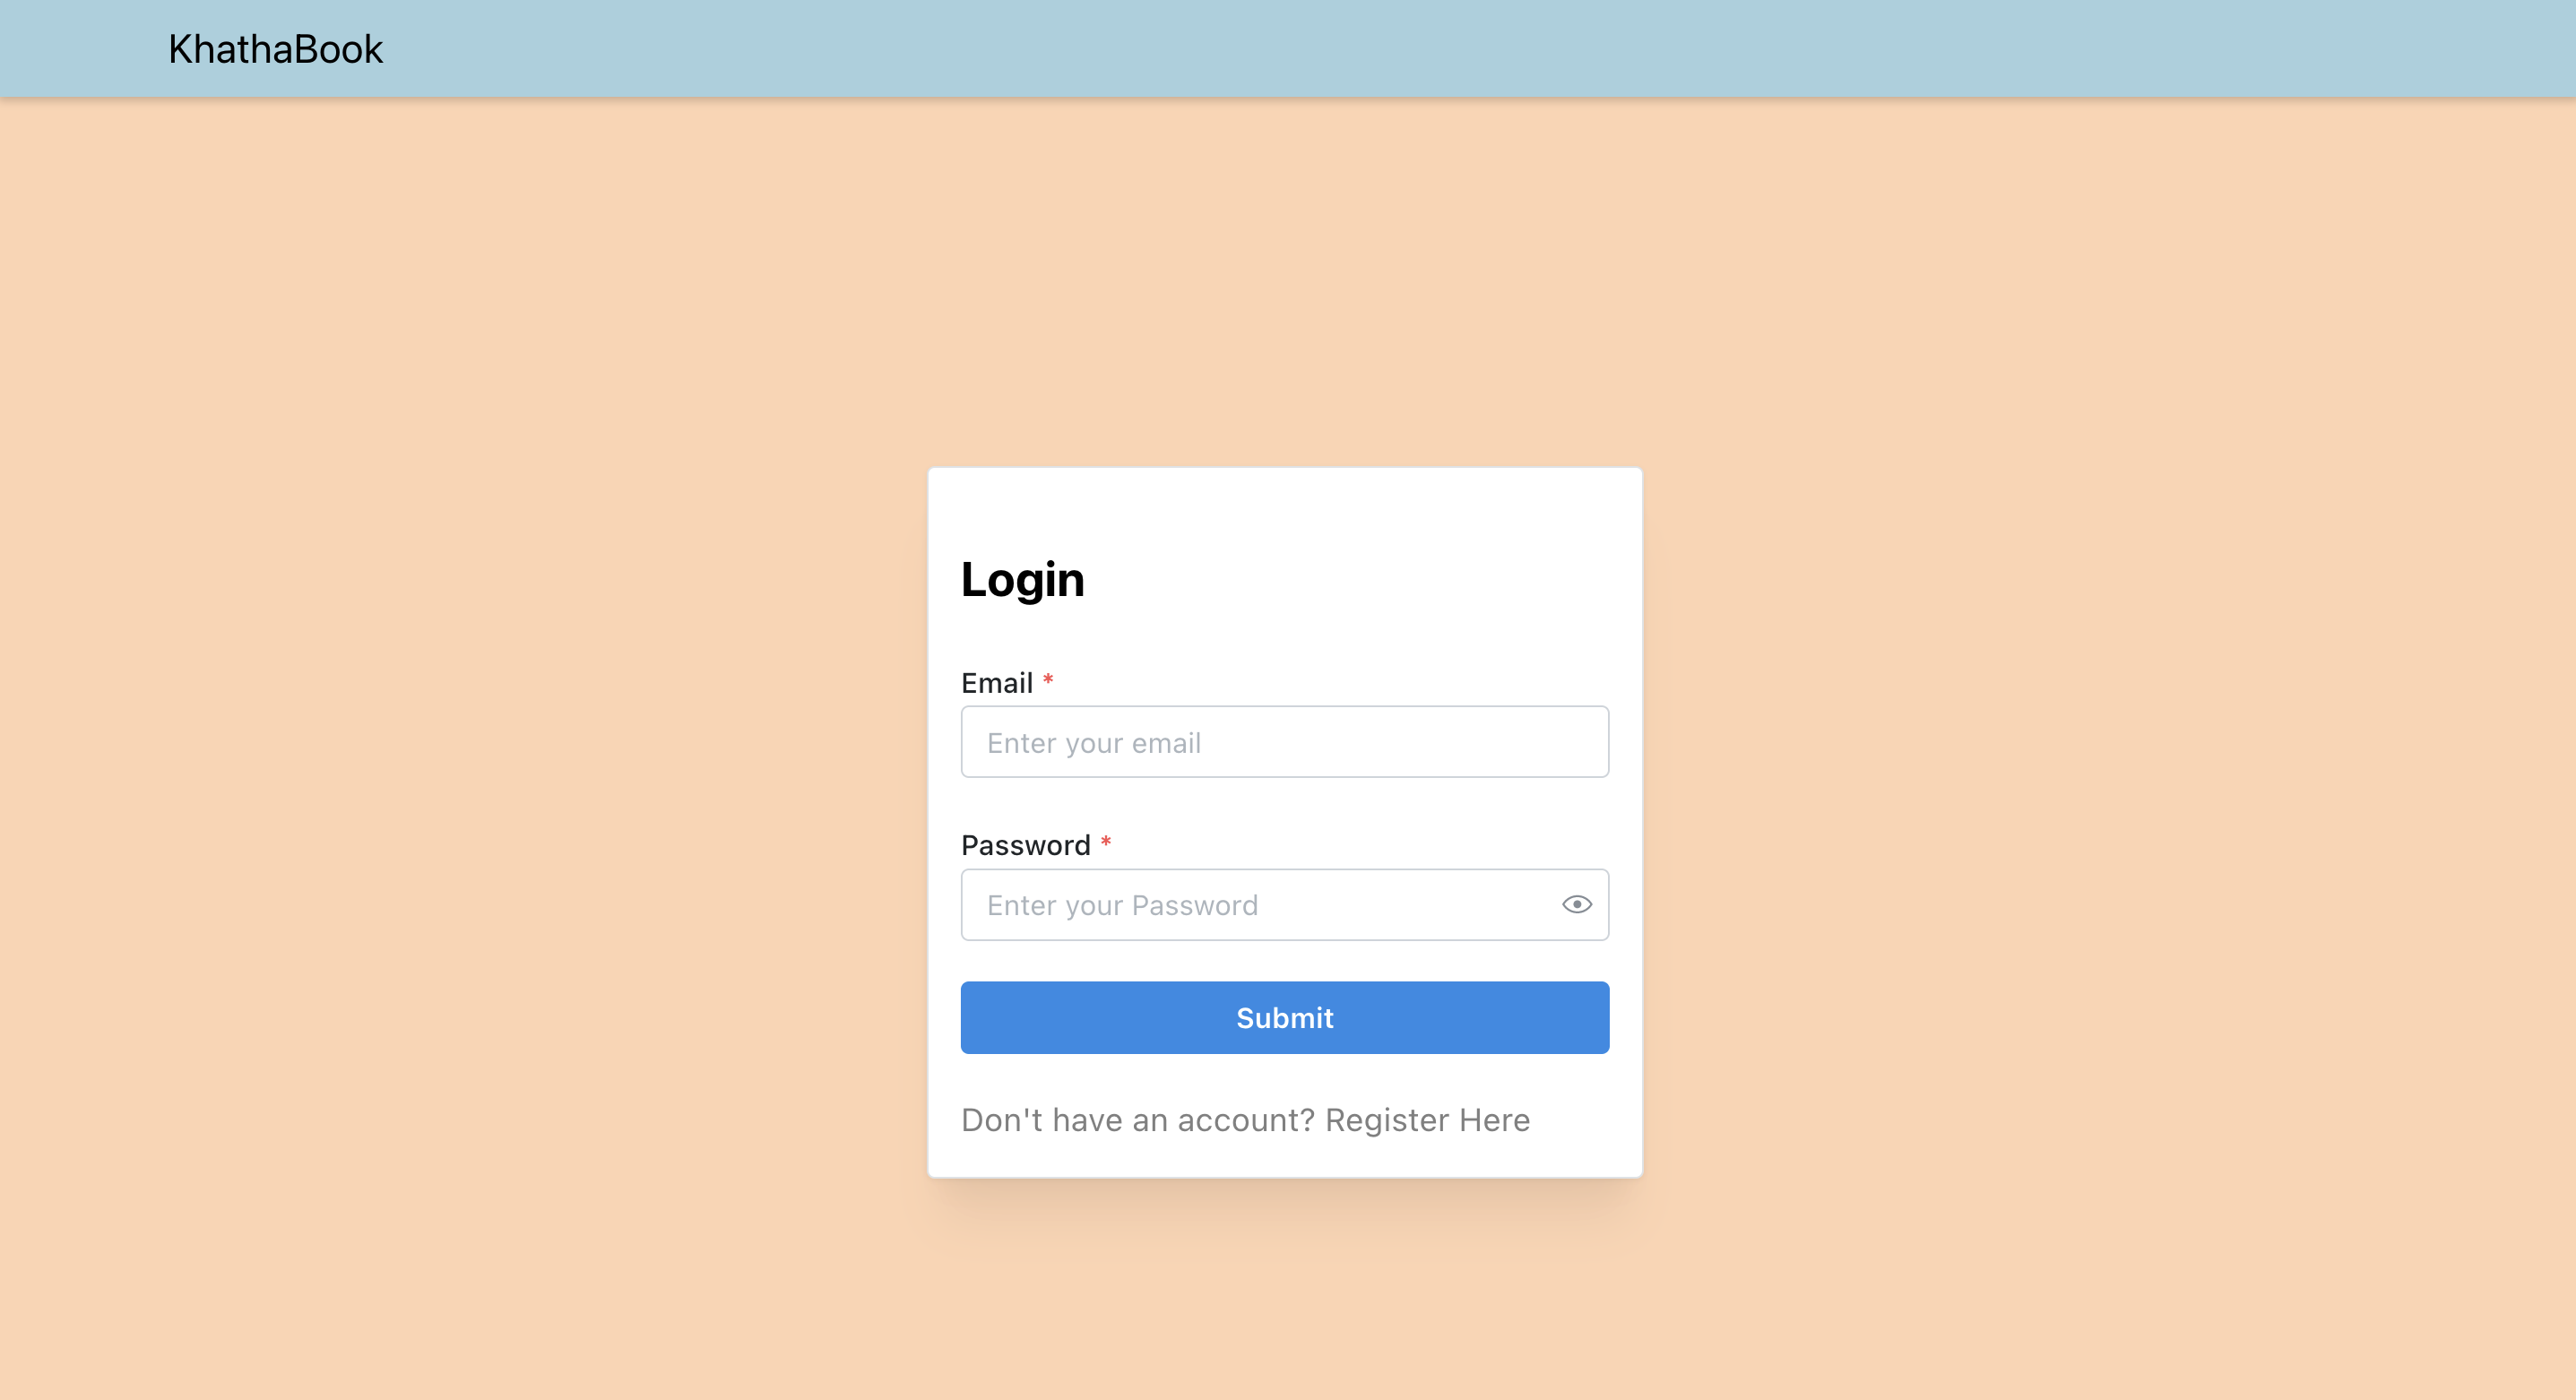 KhathaBook
Login
Email *
Enter your email
Password *
Enter your Password
Submit
Don't have an account? Register Here